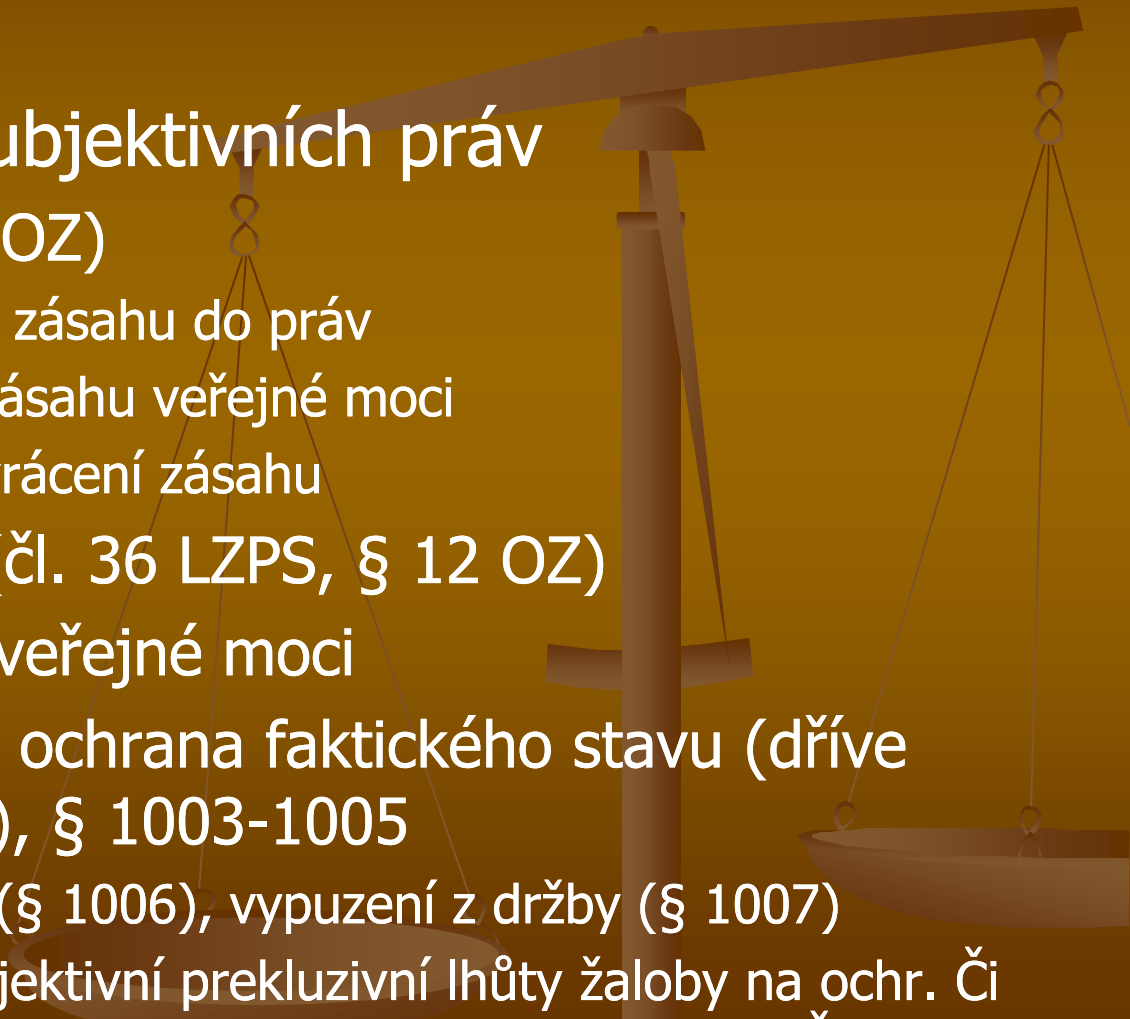 ubjektivních práv
OZ)
zásahu do práv
ásahu veřejné moci
rácení zásahu
(čl. 36 LZPS, § 12 OZ)
veřejné moci
ochrana faktického stavu (dříve
), § 1003-1005
(§ 1006), vypuzení z držby (§ 1007)
jektivní prekluzivní lhůty žaloby na ochr. Či